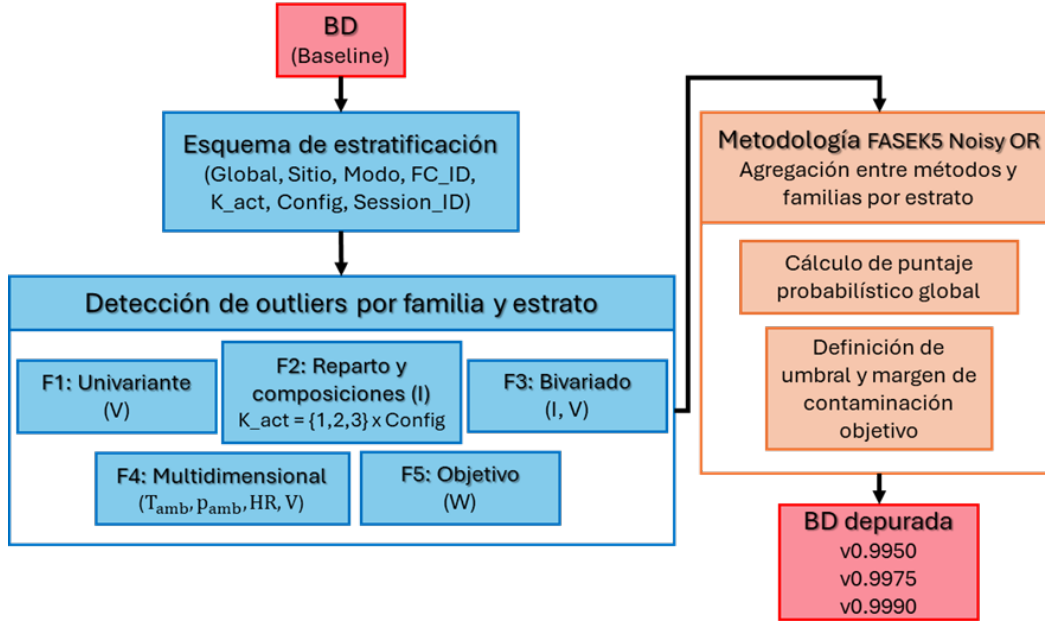 BD
(Baseline)
Esquema de estratificación
(Global, Sitio, Modo, FC_ID,
K_act, Config, Session_ID)
Detección de outliers por familia y estrato
F1: Univariante
(V)
F2: Reparto y
composiciones (I)
K_act = {1,2,3} x Config
F3: Bivariado
(I, V)
F4: Multidimensional
(T_amb, p_amb, HR, V)
F5: Objetivo
(W)
Metodología FASEK5 Noisy OR
Agregación entre métodos y
familias por estrato
Cálculo de puntaje
probabilístico global
Definición de
umbral y margen de
contaminación
objetivo
BD depurada
v0.9950
v0.9975
v0.9990